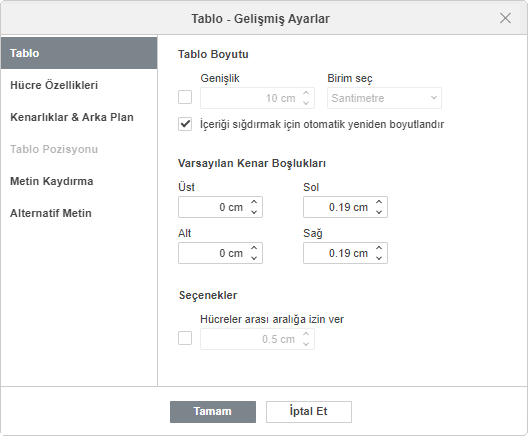 Tablo - Gelişmiş Ayarlar
Tablo
Hücre Özellikleri
Kenarlıklar & Arka Plan
Tablo Pozisyonu
Metin Kaydırma
Alternatif Metin
Tablo Boyutu
Genişlik Birim seç
10 cm Santimetre
İçeriği sığdırmak için otomatik yeniden boyutlandır
Varsayılan Kenar Boşlukları
Üst Sol
0 cm 0.19 cm
Alt Sağ
0 cm 0.19 cm
Seçenekler
Hücreler arası aralığa izin ver
0.5 cm
Tamam İptal Et